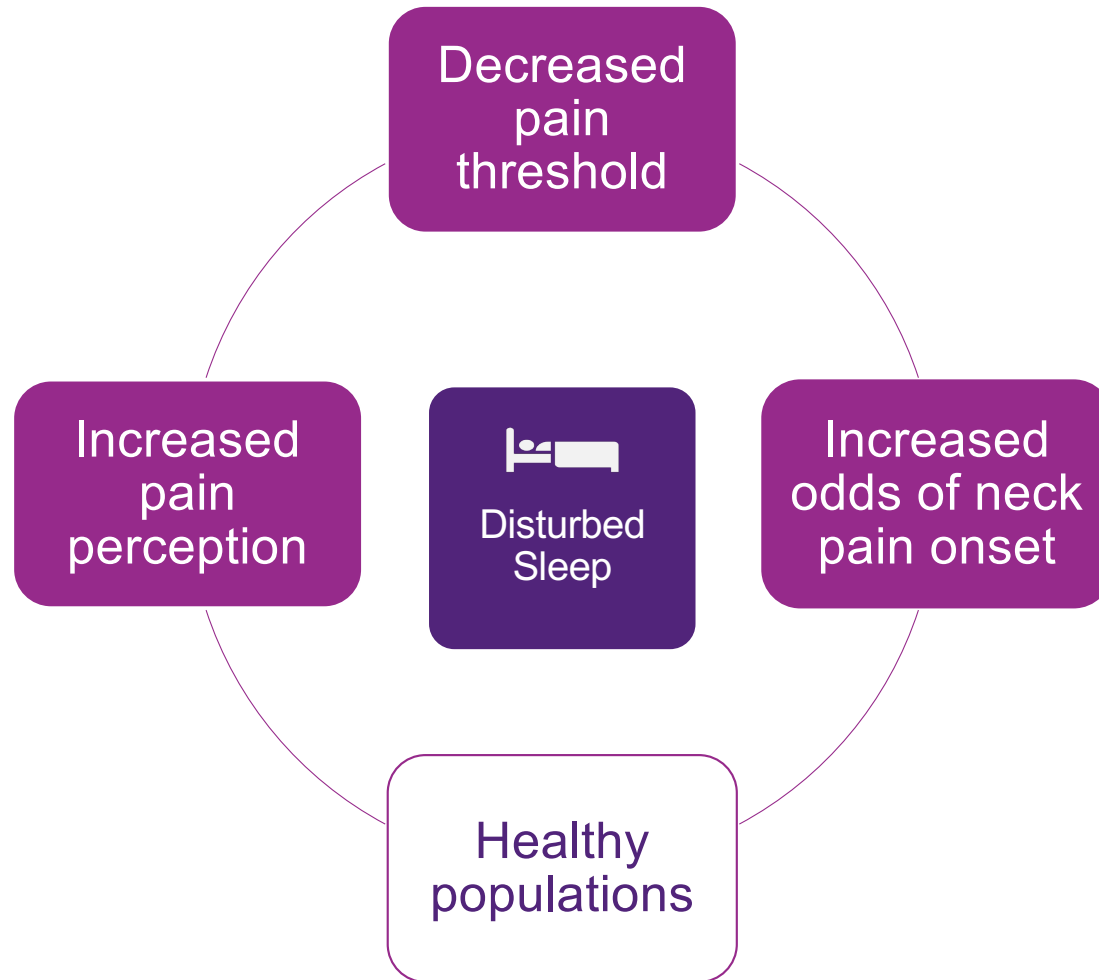 Decreased
pain
threshold
Increased
pain
perception
Disturbed
Sleep
Increased
odds of neck
pain onset
Healthy
populations